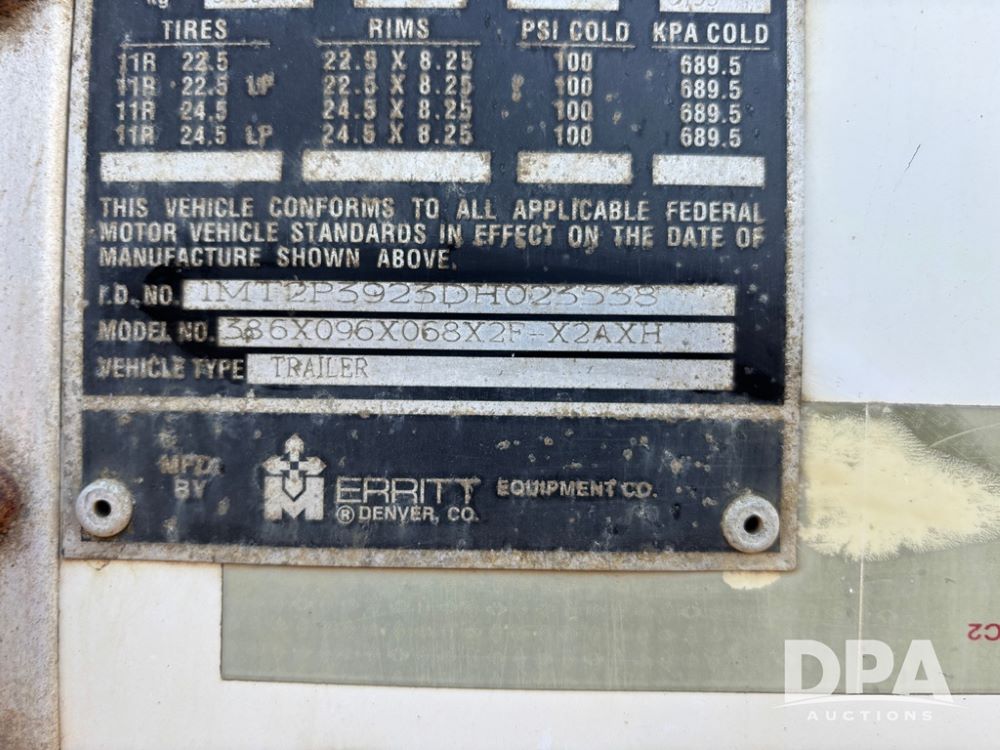 kg
TIRES RIMS PSI COLD KPA COLD
11R 22.5 22.5 X 8.25 100 689.5
11R 22.5 LP 22.5 X 8.25 100 689.5
11R 24.5 24.5 X 8.25 100 689.5
11R 24.5 LP 24.5 X 8.25 100 689.5
THIS VEHICLE CONFORMS TO ALL APPLICABLE FEDERAL
MOTOR VEHICLE STANDARDS IN EFFECT ON THE DATE OF
MANUFACTURE SHOWN ABOVE.
I.D. NO. 1MT2P3923DH023538
MODEL NO. 386X096X068X2F-X2AXH
VEHICLE TYPE TRAILER
MFD.
BY
MERRITT EQUIPMENT CO.
® DENVER, CO.
C2
DPA
AUCTIONS